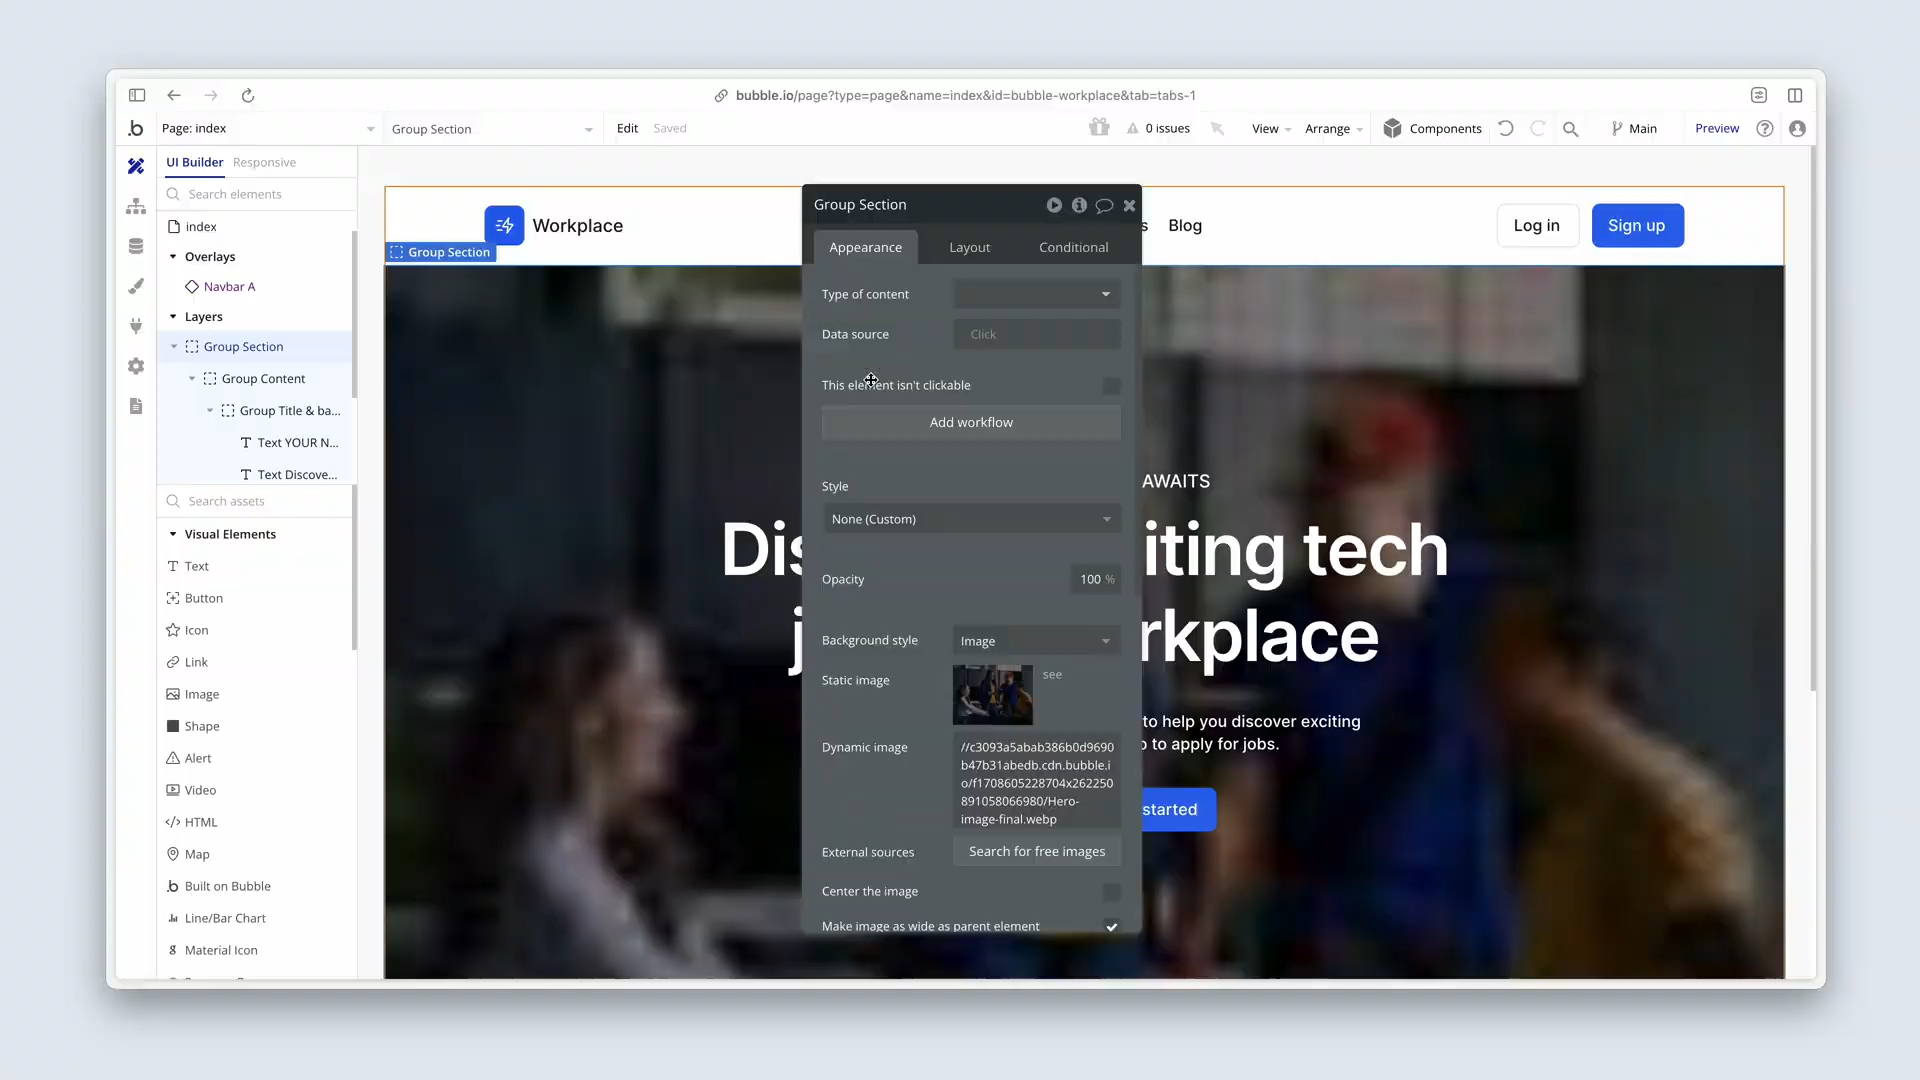 bubble.io/page?type=page&name=index&id=bubble-workplace&tab=tabs-1
Page: index
Group Section
Edit
Saved
0 issues
View
Arrange
Components
Main
Preview
UI Builder
Responsive
Search elements
index
Overlays
Navbar A
Layers
Group Section
Group Content
Group Title & ba...
Text YOUR N...
Text Discove...
Search assets
Visual Elements
Text
Button
Icon
Link
Image
Shape
Alert
Video
HTML
Map
Built on Bubble
Line/Bar Chart
Material Icon
Workplace
Blog
Log in
Sign up
Group Section
Group Section
Appearance
Layout
Conditional
Type of content
Data source
Click
This element isn't clickable
Add workflow
Style
None (Custom)
Opacity
100 %
Background style
Image
Static image
see
Dynamic image
//c3093a5abab386b0d9690
b47b31abedb.cdn.bubble.i
o/f1708605228704x262250
891058066980/Hero-
image-final.webp
External sources
Search for free images
Center the image
Make image as wide as parent element
AWAITS
Dis
iting tech
rkplace
to help you discover exciting
to apply for jobs.
started